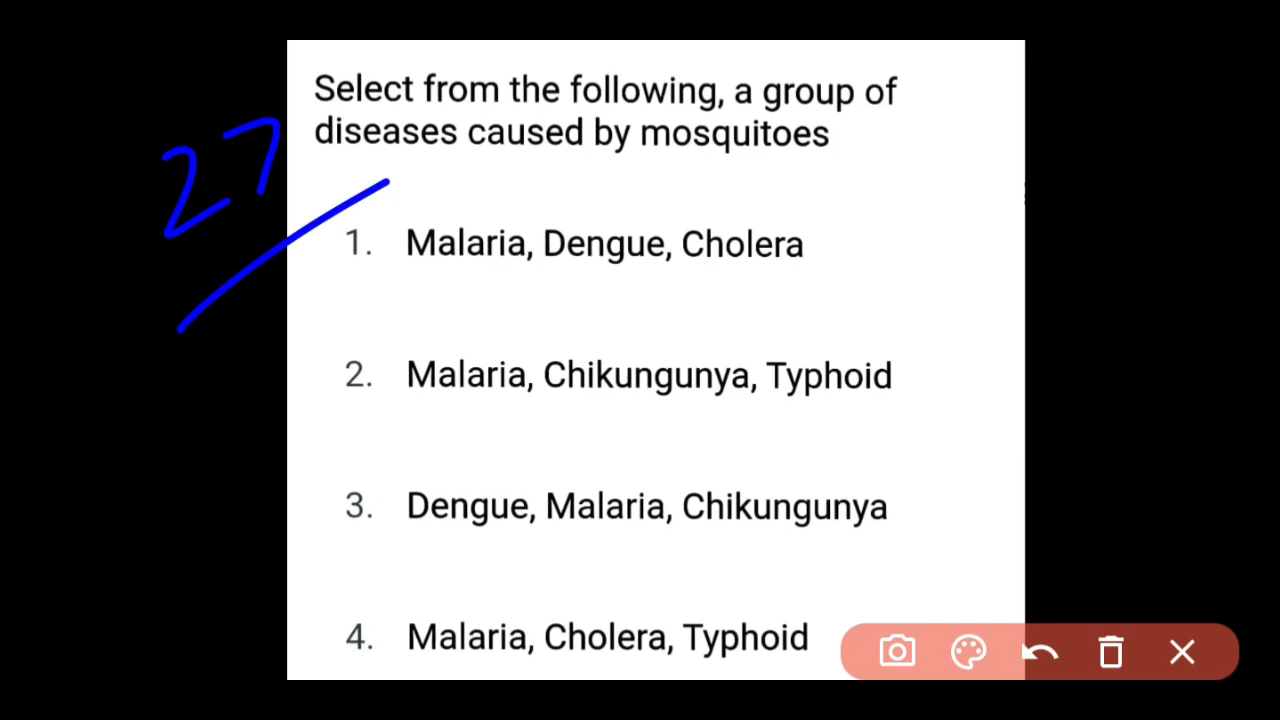 Select from the following, a group of
diseases caused by mosquitoes
27
1. Malaria, Dengue, Cholera
2. Malaria, Chikungunya, Typhoid
3. Dengue, Malaria, Chikungunya
4. Malaria, Cholera, Typhoid